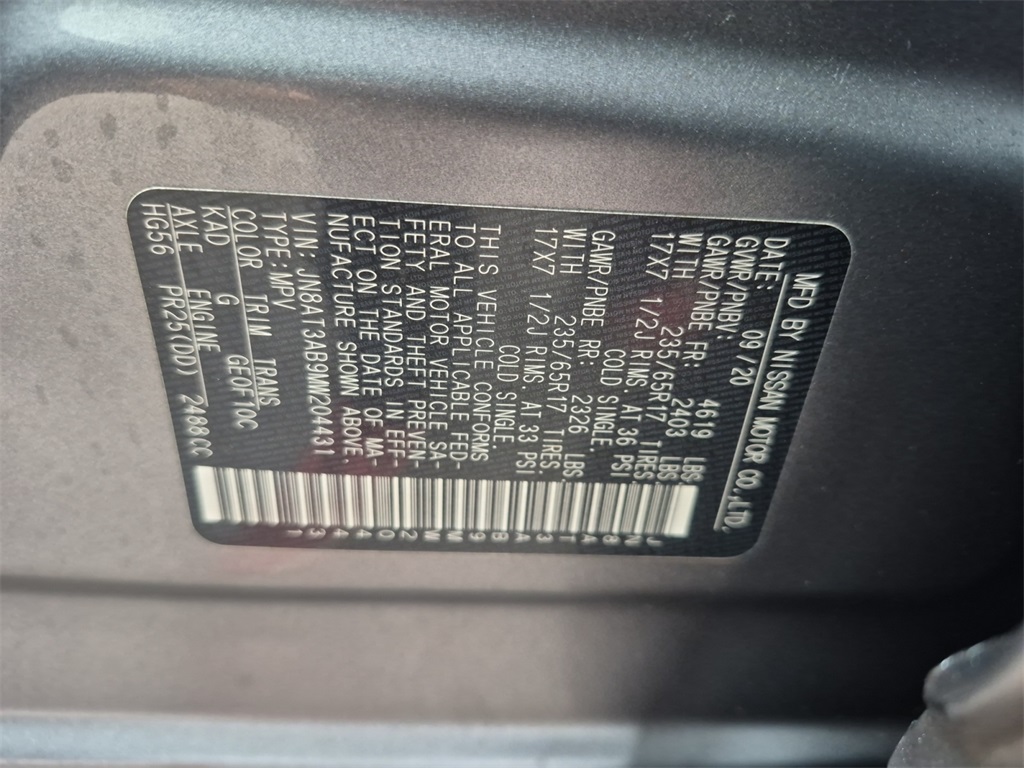 MFD BY NISSAN MOTOR CO.,LTD.
DATE: 09/20
GVWR/PNBV: 4619 LBS
GAWR/PNBE FR: 2403 LBS
WITH 235/65R17 TIRES
17X7 1/2J RIMS, AT 36 PSI
COLD SINGLE.
GAWR/PNBE RR: 2326 LBS.
WITH 235/65R17 TIRES,
17X7 1/2J RIMS, AT 33 PSI
COLD SINGLE.
THIS VEHICLE CONFORMS
TO ALL APPLICABLE FED-
ERAL MOTOR VEHICLE SA-
FETY AND THEFT PREVEN-
TION STANDARDS IN EFF-
ECT ON THE DATE OF MA-
NUFACTURE SHOWN ABOVE.
VIN: JN8AT3AB9MW204431
TYPE:MPV
COLOR TRIM TRANS
KAD G GE0FT0C
AXLE ENGINE
HG56 PR25(DD) 2488CC
JN8AT3AB9MW204431